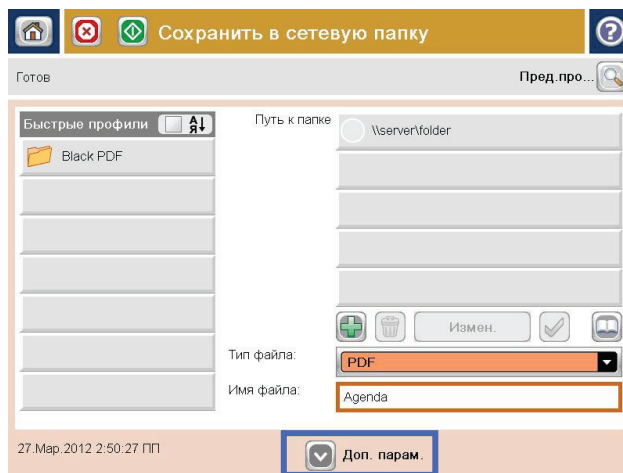 Сохранить в сетевую папку
Готов
Пред.про...
Быстрые профили
А
Я
Black PDF
Путь к папке
\\server\folder
Измен.
Тип файла:
PDF
Имя файла:
Agenda
27.Мар.2012 2:50:27 ПП
Доп. парам.